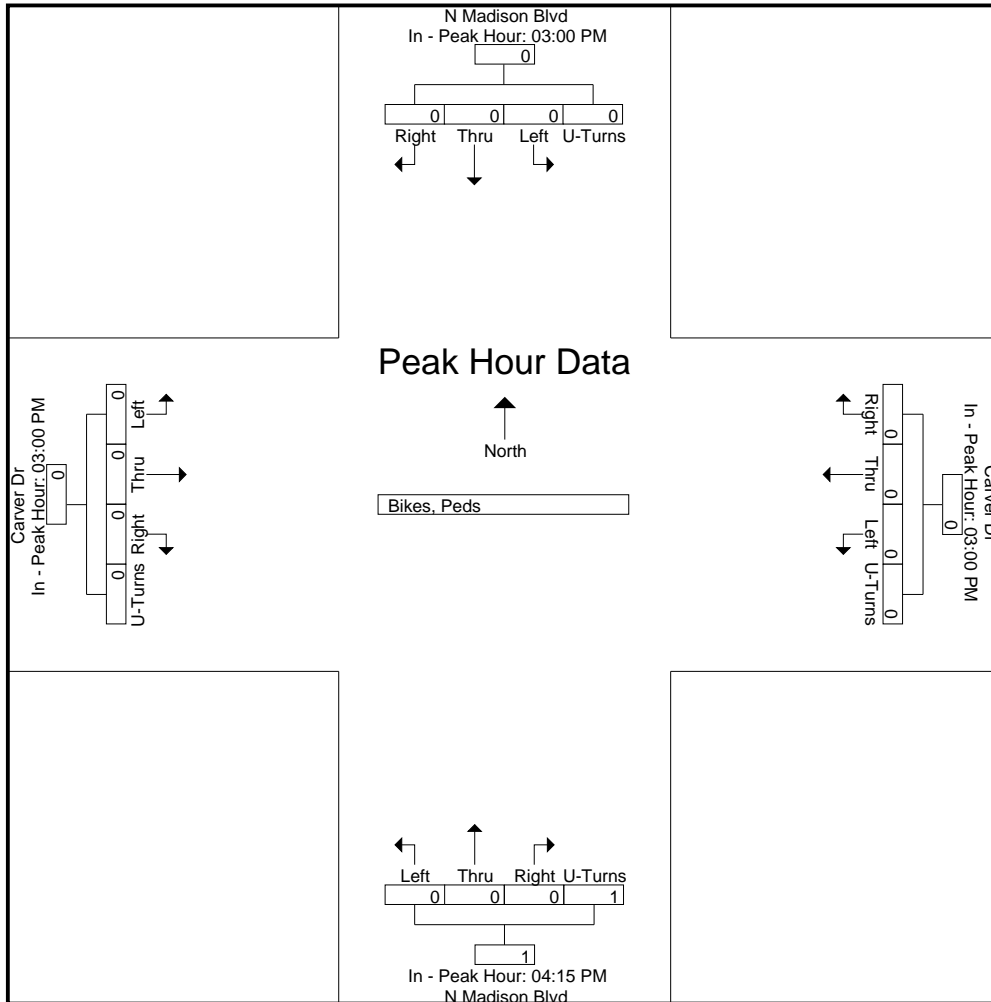 N Madison Blvd
In - Peak Hour: 03:00 PM
0
0 0 0 0
Right Thru Left U-Turns
Peak Hour Data
North
Bikes, Peds
Carver Dr
In - Peak Hour: 03:00 PM
0
0 0 0 0
Left Thru Right U-Turns
Carver Dr
In - Peak Hour: 03:00 PM
0
0 0 0 0
Right Thru Left U-Turns
Left Thru Right U-Turns
0 0 0 1
1
In - Peak Hour: 04:15 PM
N Madison Blvd